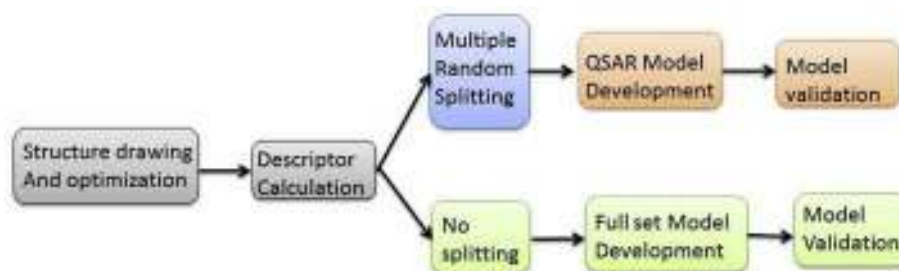 Structure drawing
And optimization
Descriptor
Calculation
Multiple
Random
Splitting
QSAR Model
Development
Model
validation
No
splitting
Full set Model
Development
Model
Validation